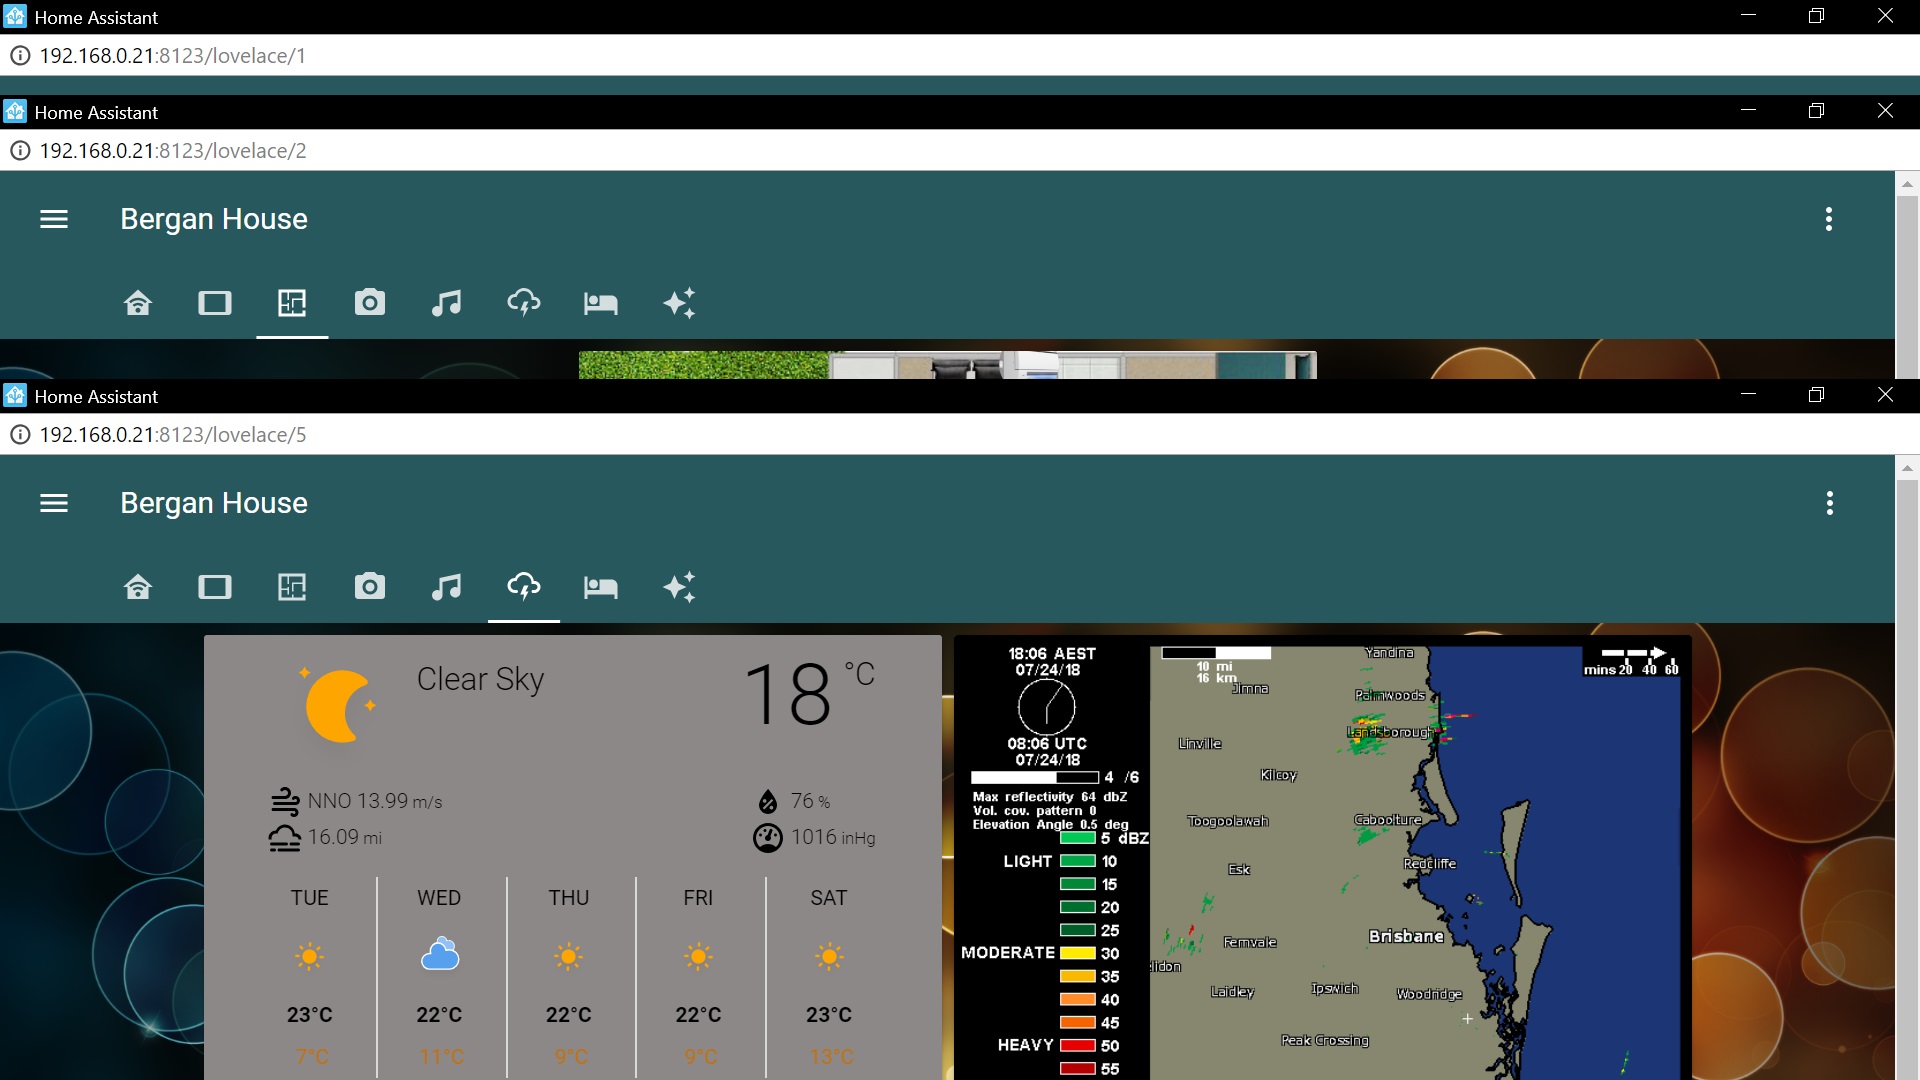 Home Assistant
192.168.0.21:8123/lovelace/1
Home Assistant
192.168.0.21:8123/lovelace/2
Bergan House
Home Assistant
192.168.0.21:8123/lovelace/5
Bergan House
Clear Sky
18 °C
NNO 13.99 m/s
76 %
16.09 mi
1016 inHg
TUE WED THU FRI SAT
23°C 22°C 22°C 22°C 23°C
7°C 11°C 9°C 9°C 13°C
18:06 AEST
07/24/18
08:06 UTC
07/24/18
4 /6
Max reflectivity 64 dbZ
Vol. cov. pattern 0
Elevation Angle 0.5 deg
5 dBZ
LIGHT 10
15
20
25
MODERATE 30
35
40
45
HEAVY 50
55
10 mi
16 km
mins 20 40 60
Yandina
Jimna
Palmwoods
Landsborough
Linville
Kilcoy
Toogoolawah
Caboolture
Redcliffe
Esk
Brisbane
Fernvale
lidon
Laidley
Ipswich
Woodridge
Peak Crossing